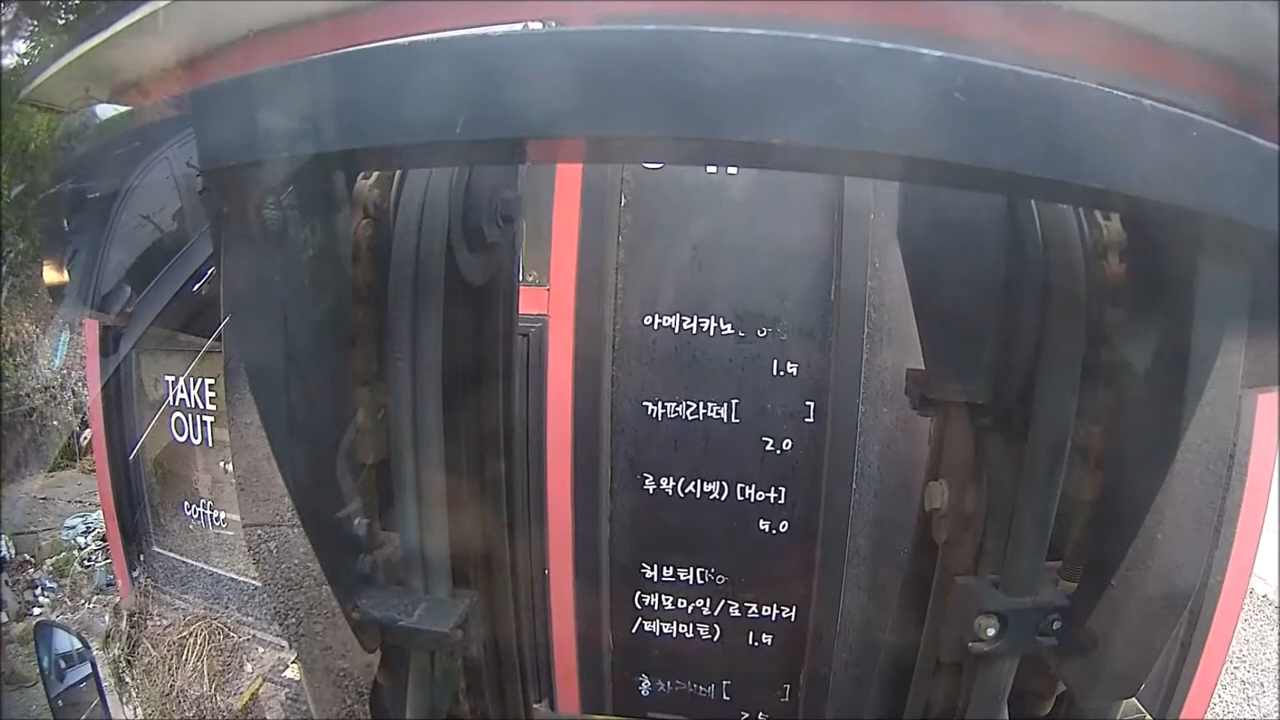 TAKE
OUT
coffee
아메리카노
1.5
까페라떼[ ]
2.0
루왁(시벳) [Hot]
5.0
허브티
(캐모마일/로즈마리
/페퍼민트) 1.5
홍차라떼 [ ]
2.5